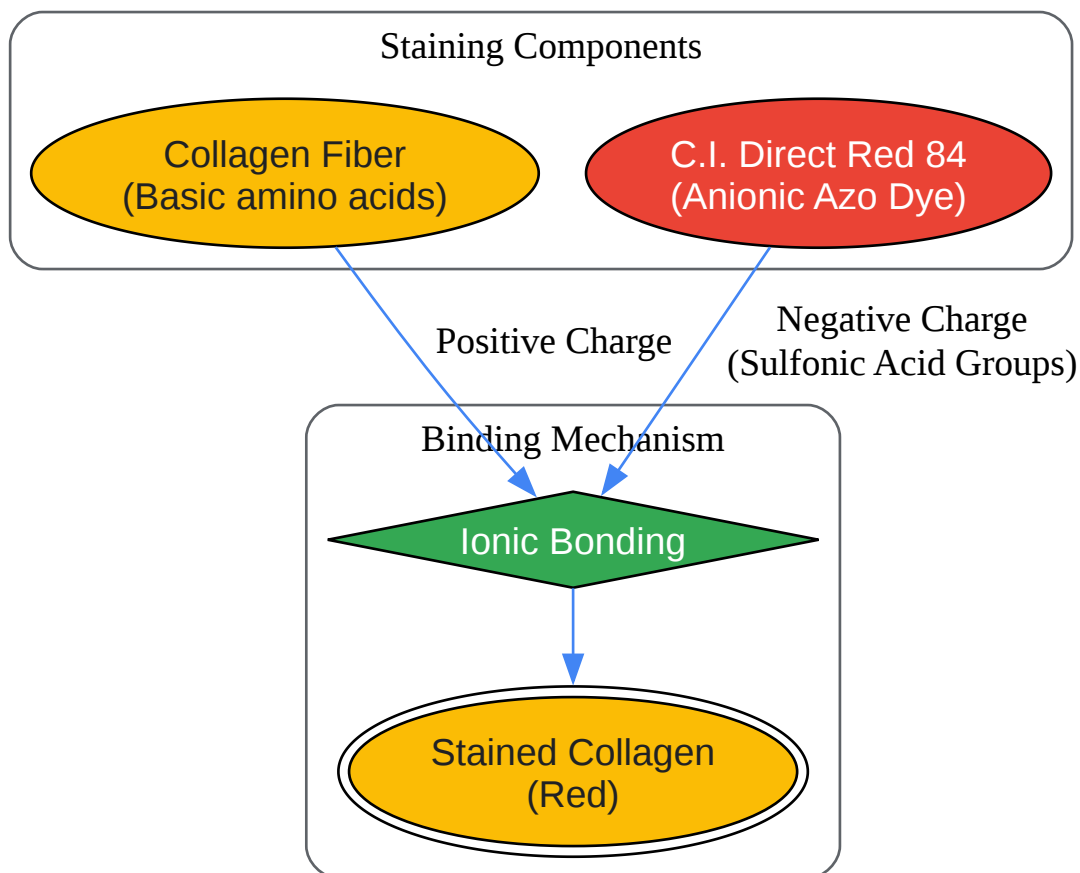 Staining Components
Collagen Fiber
(Basic amino acids)
C.I. Direct Red 84
(Anionic Azo Dye)
Positive Charge
Negative Charge
(Sulfonic Acid Groups)
Binding Mechanism
Ionic Bonding
Stained Collagen
(Red)